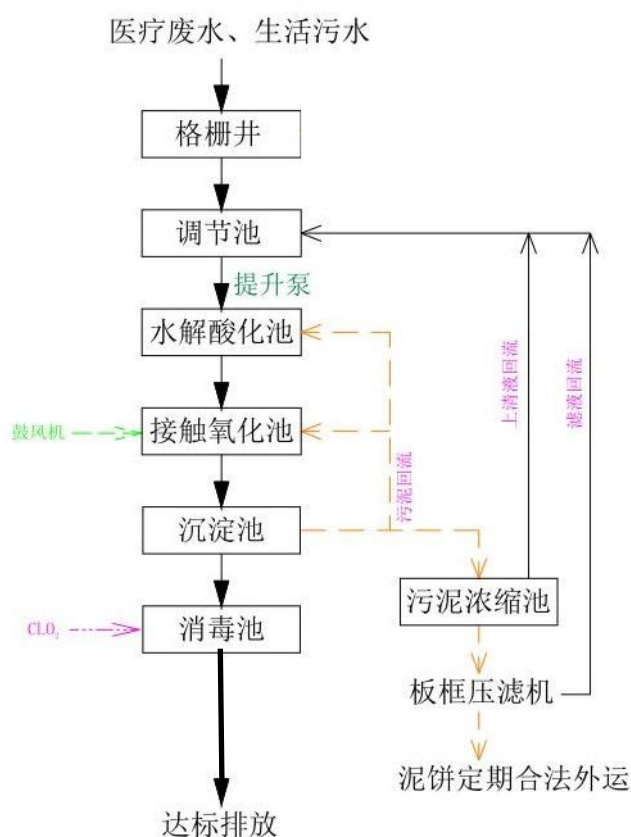 医疗废水、生活污水
格栅井
调节池
提升泵
水解酸化池
鼓风机
接触氧化池
污泥回流
上清液回流
滤液回流
沉淀池
污泥浓缩池
CLO₂
消毒池
板框压滤机
泥饼定期合法外运
达标排放